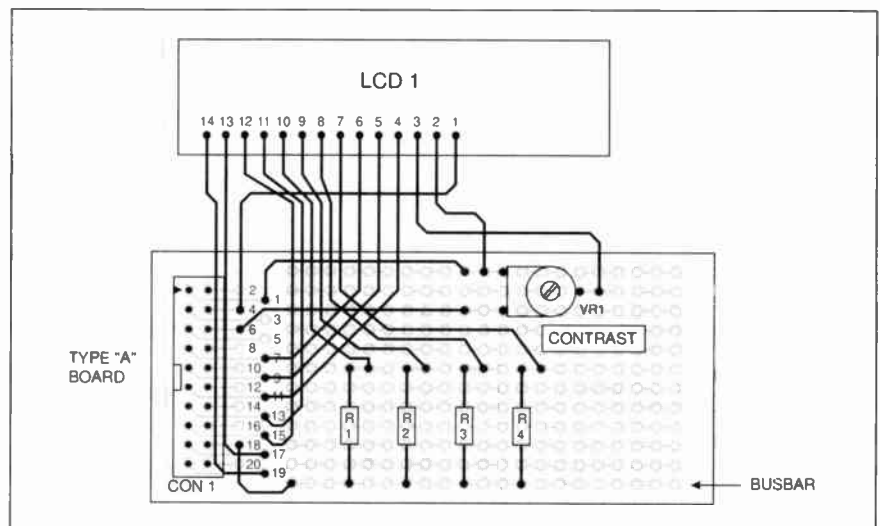 LCD 1
14 13 12 11 10 9 8 7 6 5 4 3 2 1
2
1
4
3
6
5
8
7
10
9
12
11
14
13
16
15
18
17
20
19
CON 1
TYPE "A"
BOARD
VR1
CONTRAST
R
1
R
2
R
3
R
4
BUSBAR